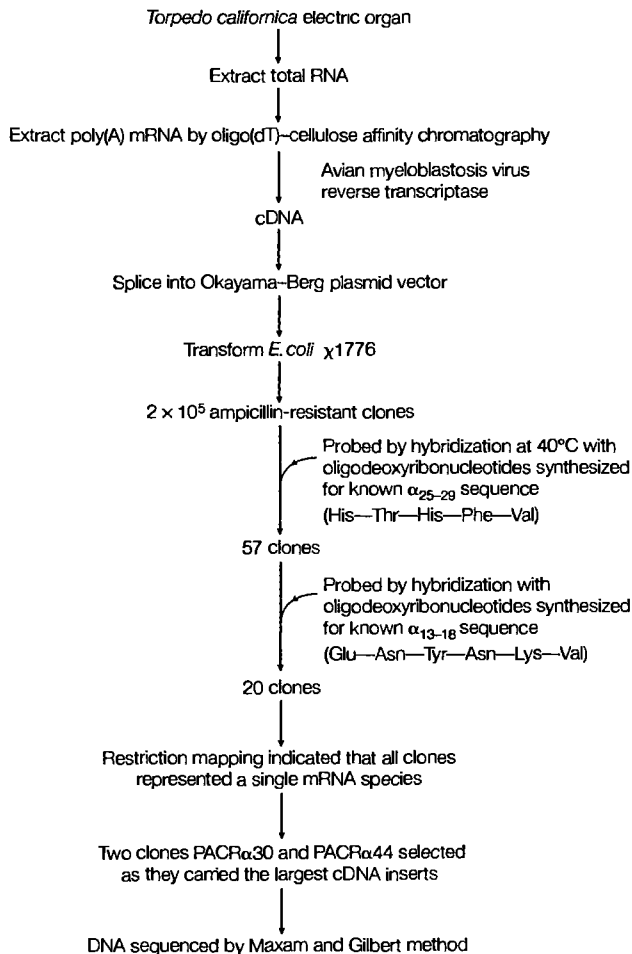 Torpedo californica electric organ
Extract total RNA
Extract poly(A) mRNA by oligo(dT)–cellulose affinity chromatography
Avian myeloblastosis virus
reverse transcriptase
cDNA
Splice into Okayama–Berg plasmid vector
Transform E. coli χ1776
2 × 10⁵ ampicillin-resistant clones
Probed by hybridization at 40°C with
oligodeoxyribonucleotides synthesized
for known α₂₅₋₂₉ sequence
(His—Thr—His—Phe—Val)
57 clones
Probed by hybridization with
oligodeoxyribonucleotides synthesized
for known α₁₃₋₁₈ sequence
(Glu—Asn—Tyr—Asn—Lys—Val)
20 clones
Restriction mapping indicated that all clones
represented a single mRNA species
Two clones PACRα30 and PACRα44 selected
as they carried the largest cDNA inserts
DNA sequenced by Maxam and Gilbert method